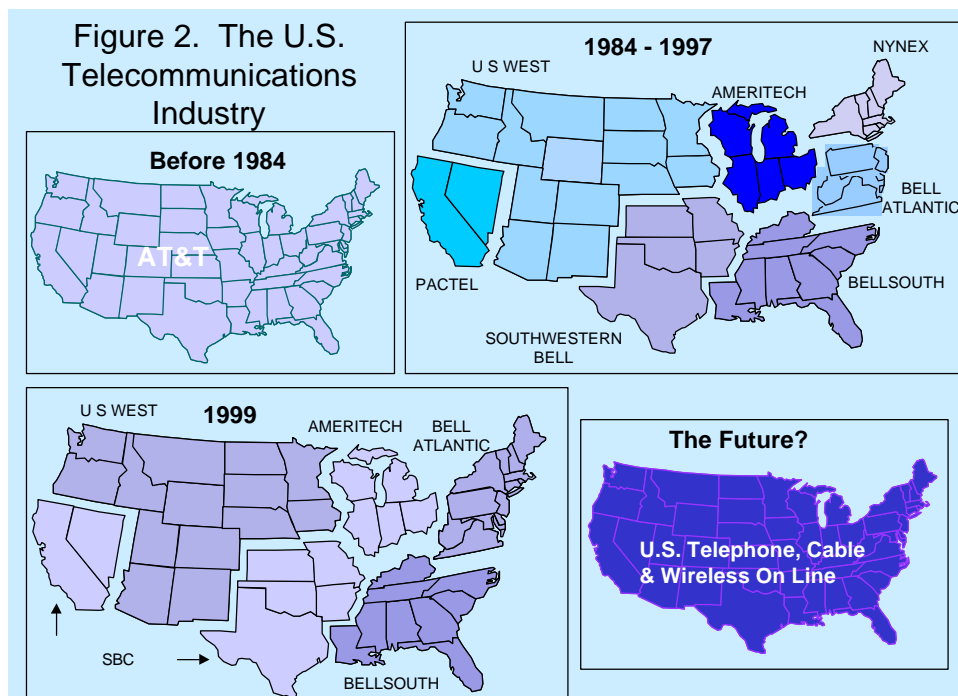 Figure 2. The U.S.
Telecommunications
Industry
Before 1984
AT&T
1984 - 1997
NYNEX
U S WEST
AMERITECH
BELL
ATLANTIC
PACTEL
BELLSOUTH
SOUTHWESTERN
BELL
U S WEST
1999
AMERITECH
BELL
ATLANTIC
SBC
BELLSOUTH
The Future?
U.S. Telephone, Cable
& Wireless On Line